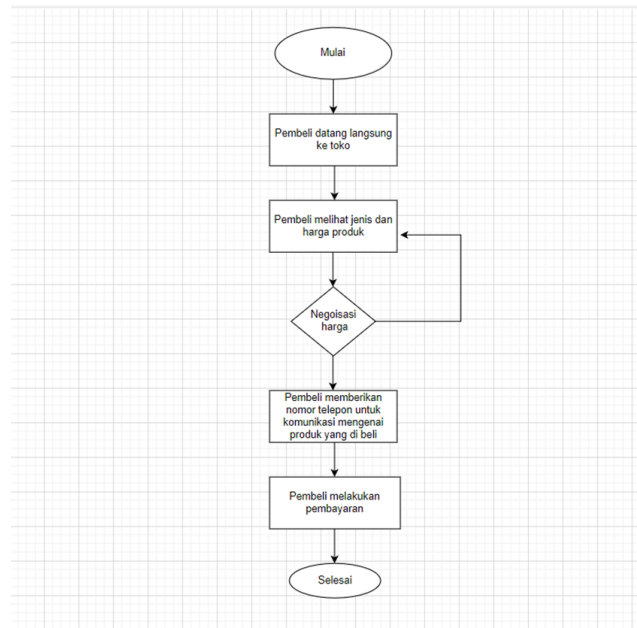 Mulai
Pembeli datang langsung
ke toko
Pembeli melihat jenis dan
harga produk
Negoisasi
harga
Pembeli memberikan
nomor telepon untuk
komunikasi mengenai
produk yang di beli
Pembeli melakukan
pembayaran
Selesai